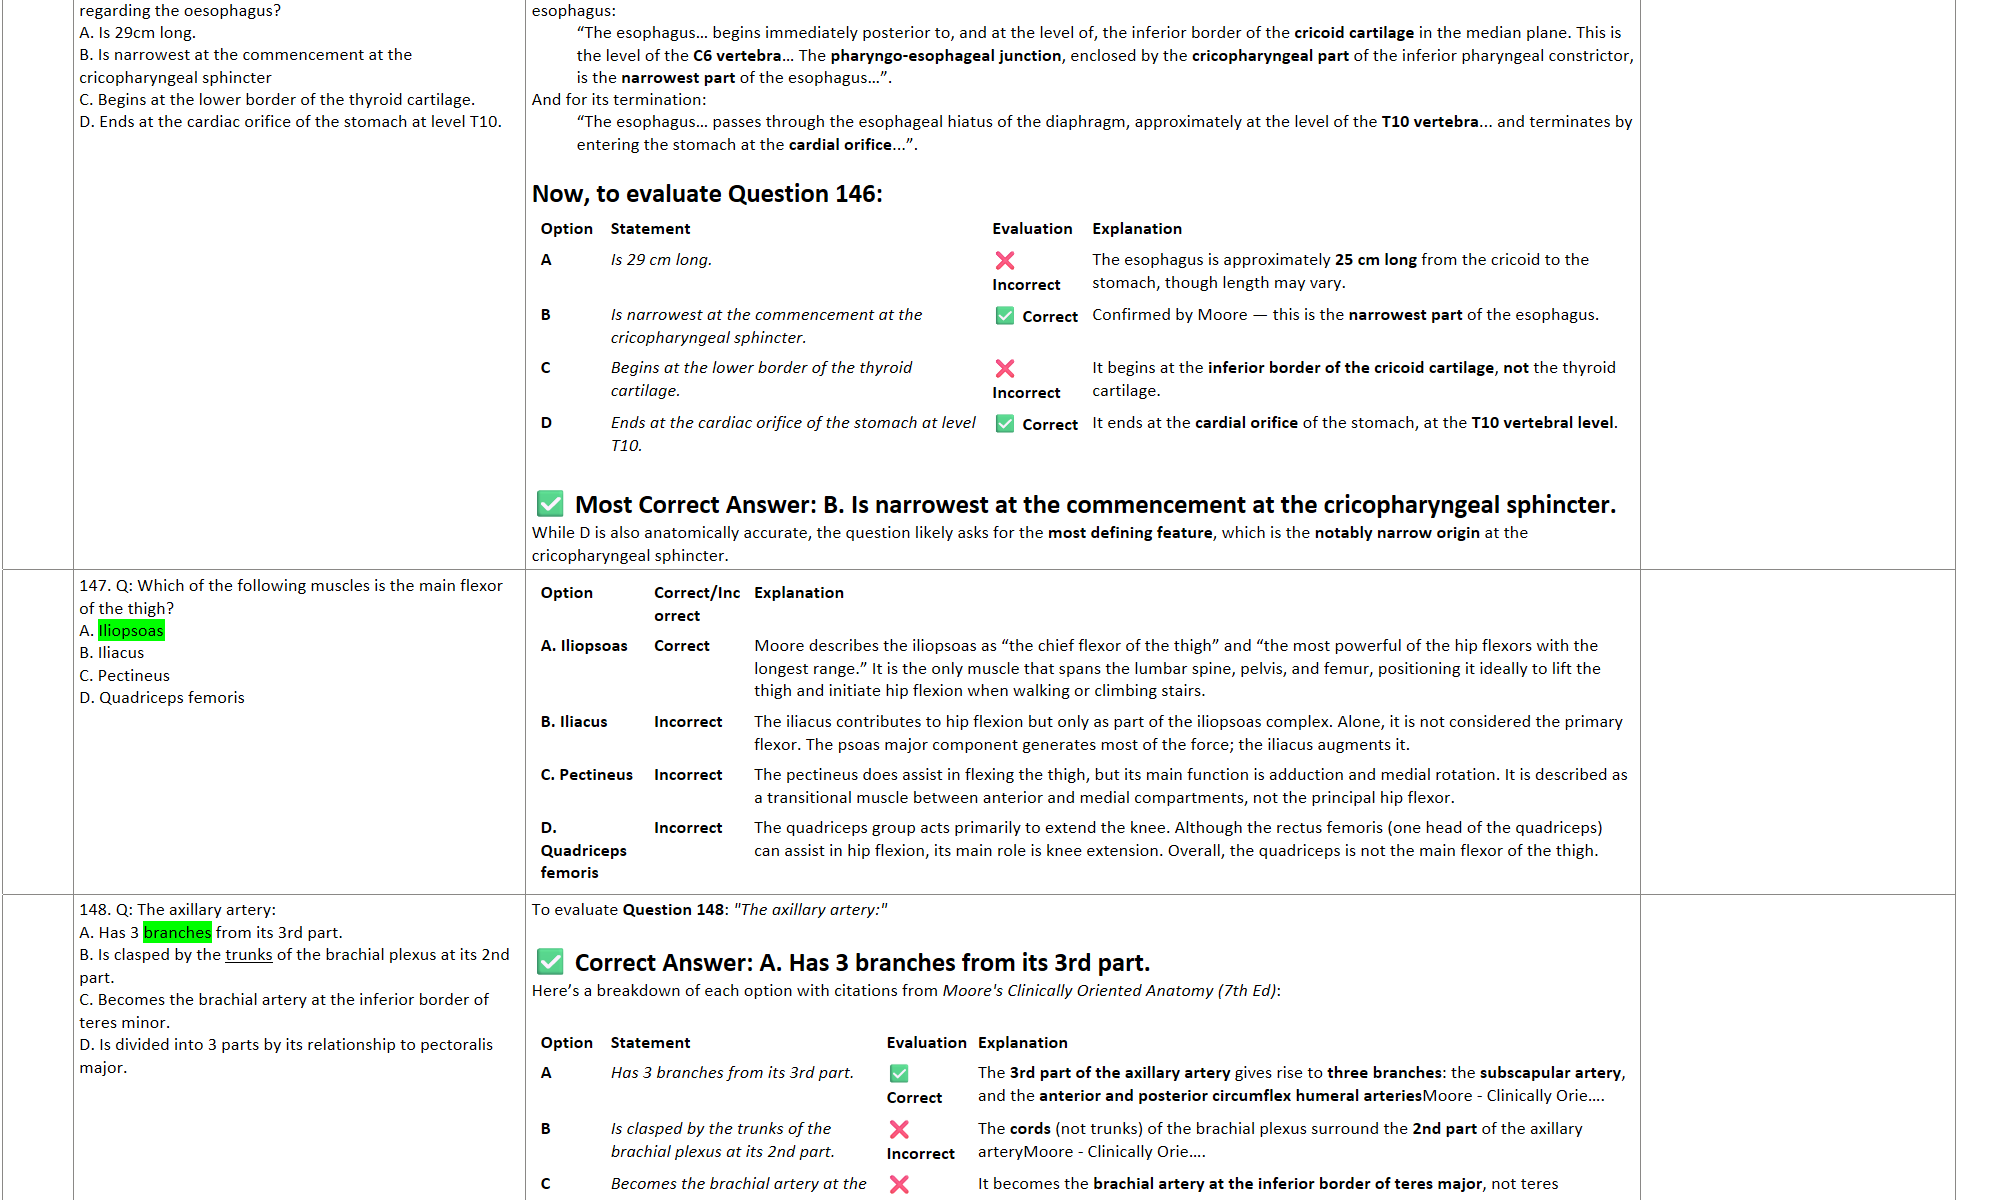 regarding the oesophagus?
A. Is 29cm long.
B. Is narrowest at the commencement at the
cricopharyngeal sphincter
C. Begins at the lower border of the thyroid cartilage.
D. Ends at the cardiac orifice of the stomach at level T10.
esophagus:
“The esophagus... begins immediately posterior to, and at the level of, the inferior border of the cricoid cartilage in the median plane. This is
the level of the C6 vertebra... The pharyngo-esophageal junction, enclosed by the cricopharyngeal part of the inferior pharyngeal constrictor,
is the narrowest part of the esophagus...”.
And for its termination:
“The esophagus... passes through the esophageal hiatus of the diaphragm, approximately at the level of the T10 vertebra... and terminates by
entering the stomach at the cardial orifice...”.
Now, to evaluate Question 146:
Option Statement Evaluation Explanation
A Is 29 cm long. ❌ The esophagus is approximately 25 cm long from the cricoid to the
Incorrect stomach, though length may vary.
B Is narrowest at the commencement at the ✅ Correct Confirmed by Moore — this is the narrowest part of the esophagus.
cricopharyngeal sphincter.
C Begins at the lower border of the thyroid ❌ It begins at the inferior border of the cricoid cartilage, not the thyroid
cartilage. Incorrect cartilage.
D Ends at the cardiac orifice of the stomach at level ✅ Correct It ends at the cardial orifice of the stomach, at the T10 vertebral level.
T10.
✅ Most Correct Answer: B. Is narrowest at the commencement at the cricopharyngeal sphincter.
While D is also anatomically accurate, the question likely asks for the most defining feature, which is the notably narrow origin at the
cricopharyngeal sphincter.
147. Q: Which of the following muscles is the main flexor
of the thigh?
A. Iliopsoas
B. Iliacus
C. Pectineus
D. Quadriceps femoris
Option Correct/Inc Explanation
orrect
A. Iliopsoas Correct Moore describes the iliopsoas as “the chief flexor of the thigh” and “the most powerful of the hip flexors with the
longest range.” It is the only muscle that spans the lumbar spine, pelvis, and femur, positioning it ideally to lift the
thigh and initiate hip flexion when walking or climbing stairs.
B. Iliacus Incorrect The iliacus contributes to hip flexion but only as part of the iliopsoas complex. Alone, it is not considered the primary
flexor. The psoas major component generates most of the force; the iliacus augments it.
C. Pectineus Incorrect The pectineus does assist in flexing the thigh, but its main function is adduction and medial rotation. It is described as
a transitional muscle between anterior and medial compartments, not the principal hip flexor.
D. Incorrect The quadriceps group acts primarily to extend the knee. Although the rectus femoris (one head of the quadriceps)
Quadriceps can assist in hip flexion, its main role is knee extension. Overall, the quadriceps is not the main flexor of the thigh.
femoris
148. Q: The axillary artery:
A. Has 3 branches from its 3rd part.
B. Is clasped by the trunks of the brachial plexus at its 2nd
part.
C. Becomes the brachial artery at the inferior border of
teres minor.
D. Is divided into 3 parts by its relationship to pectoralis
major.
To evaluate Question 148: "The axillary artery:"
✅ Correct Answer: A. Has 3 branches from its 3rd part.
Here’s a breakdown of each option with citations from Moore's Clinically Oriented Anatomy (7th Ed):
Option Statement Evaluation Explanation
A Has 3 branches from its 3rd part. ✅ The 3rd part of the axillary artery gives rise to three branches: the subscapular artery,
Correct and the anterior and posterior circumflex humeral arteriesMoore - Clinically Orie....
B Is clasped by the trunks of the ❌ The cords (not trunks) of the brachial plexus surround the 2nd part of the axillary
brachial plexus at its 2nd part. Incorrect arteryMoore - Clinically Orie....
C Becomes the brachial artery at the ❌ It becomes the brachial artery at the inferior border of teres major, not teres